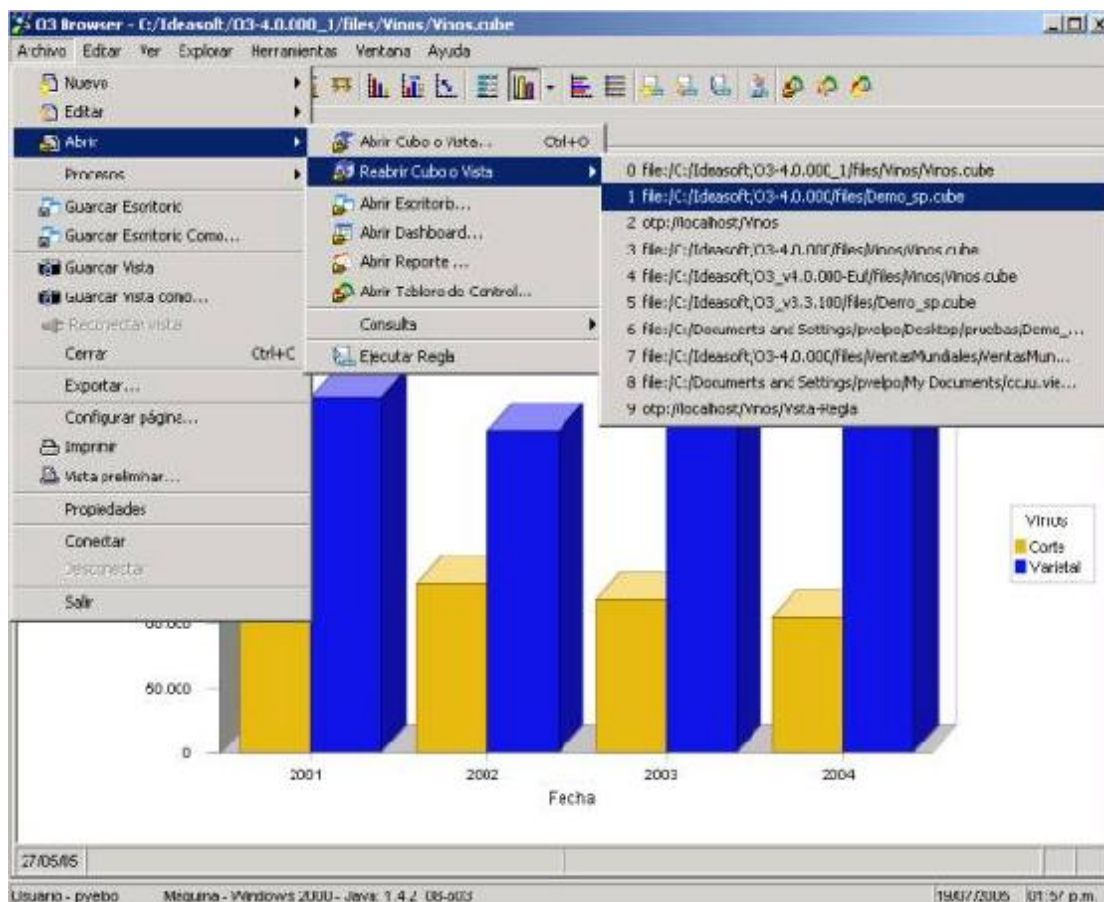 O3 Browser - C:/Ideasoft/O3-4.0.000_1/files/Vinos/Vinos.cube
Archivo Editar Ver Explorar Herramientas Ventana Ayuda
Nuevo
Editar
Abrir
Procesos
Guardar Escritorio
Guardar Escritorio Como...
Guardar Vista
Guardar Vista como...
Reconectar vista
Cerrar Ctrl+C
Exportar...
Configurar página...
Imprimir
Vista preliminar...
Propiedades
Conectar
Desconectar
Salir
Abrir Cubo o Vista... Ctrl+O
Reabrir Cubo o Vista
Abrir Escritorio...
Abrir Dashboard...
Abrir Reporte ...
Abrir Tablero de Control...
Consulta
Ejecutar Regla
0 file:/C:/Ideasoft/O3-4.0.000_1/files/Vinos/Vinos.cube
1 file:/C:/Ideasoft/O3-4.0.000/files/Demo_sp.cube
2 otp://localhost/Vinos
3 file:/C:/Ideasoft/O3-4.0.000/files/Vinos/Vinos.cube
4 file:/C:/Ideasoft/O3_v4.0.000-Eul/files/Vinos/Vinos.cube
5 file:/C:/Ideasoft/O3_v3.3.100/files/Demo_sp.cube
6 file:/C:/Documents and Settings/pvelpo/Desktop/pruebas/Demo_...
7 file:/C:/Ideasoft/O3-4.0.000/files/VentasMundiales/VentasMun...
8 file:/C:/Documents and Settings/pvelpo/My Documents/ccuu.vie...
9 otp://localhost/Vinos/Vista-Regla
Vinos
Corte
Varietal
50.000
0
2001 2002 2003 2004
Fecha
27/05/05
Usuario - pvelpo Máquina - Windows 2000 - Java: 1.4.2_08-b03 19/07/2005 01:57 p.m.